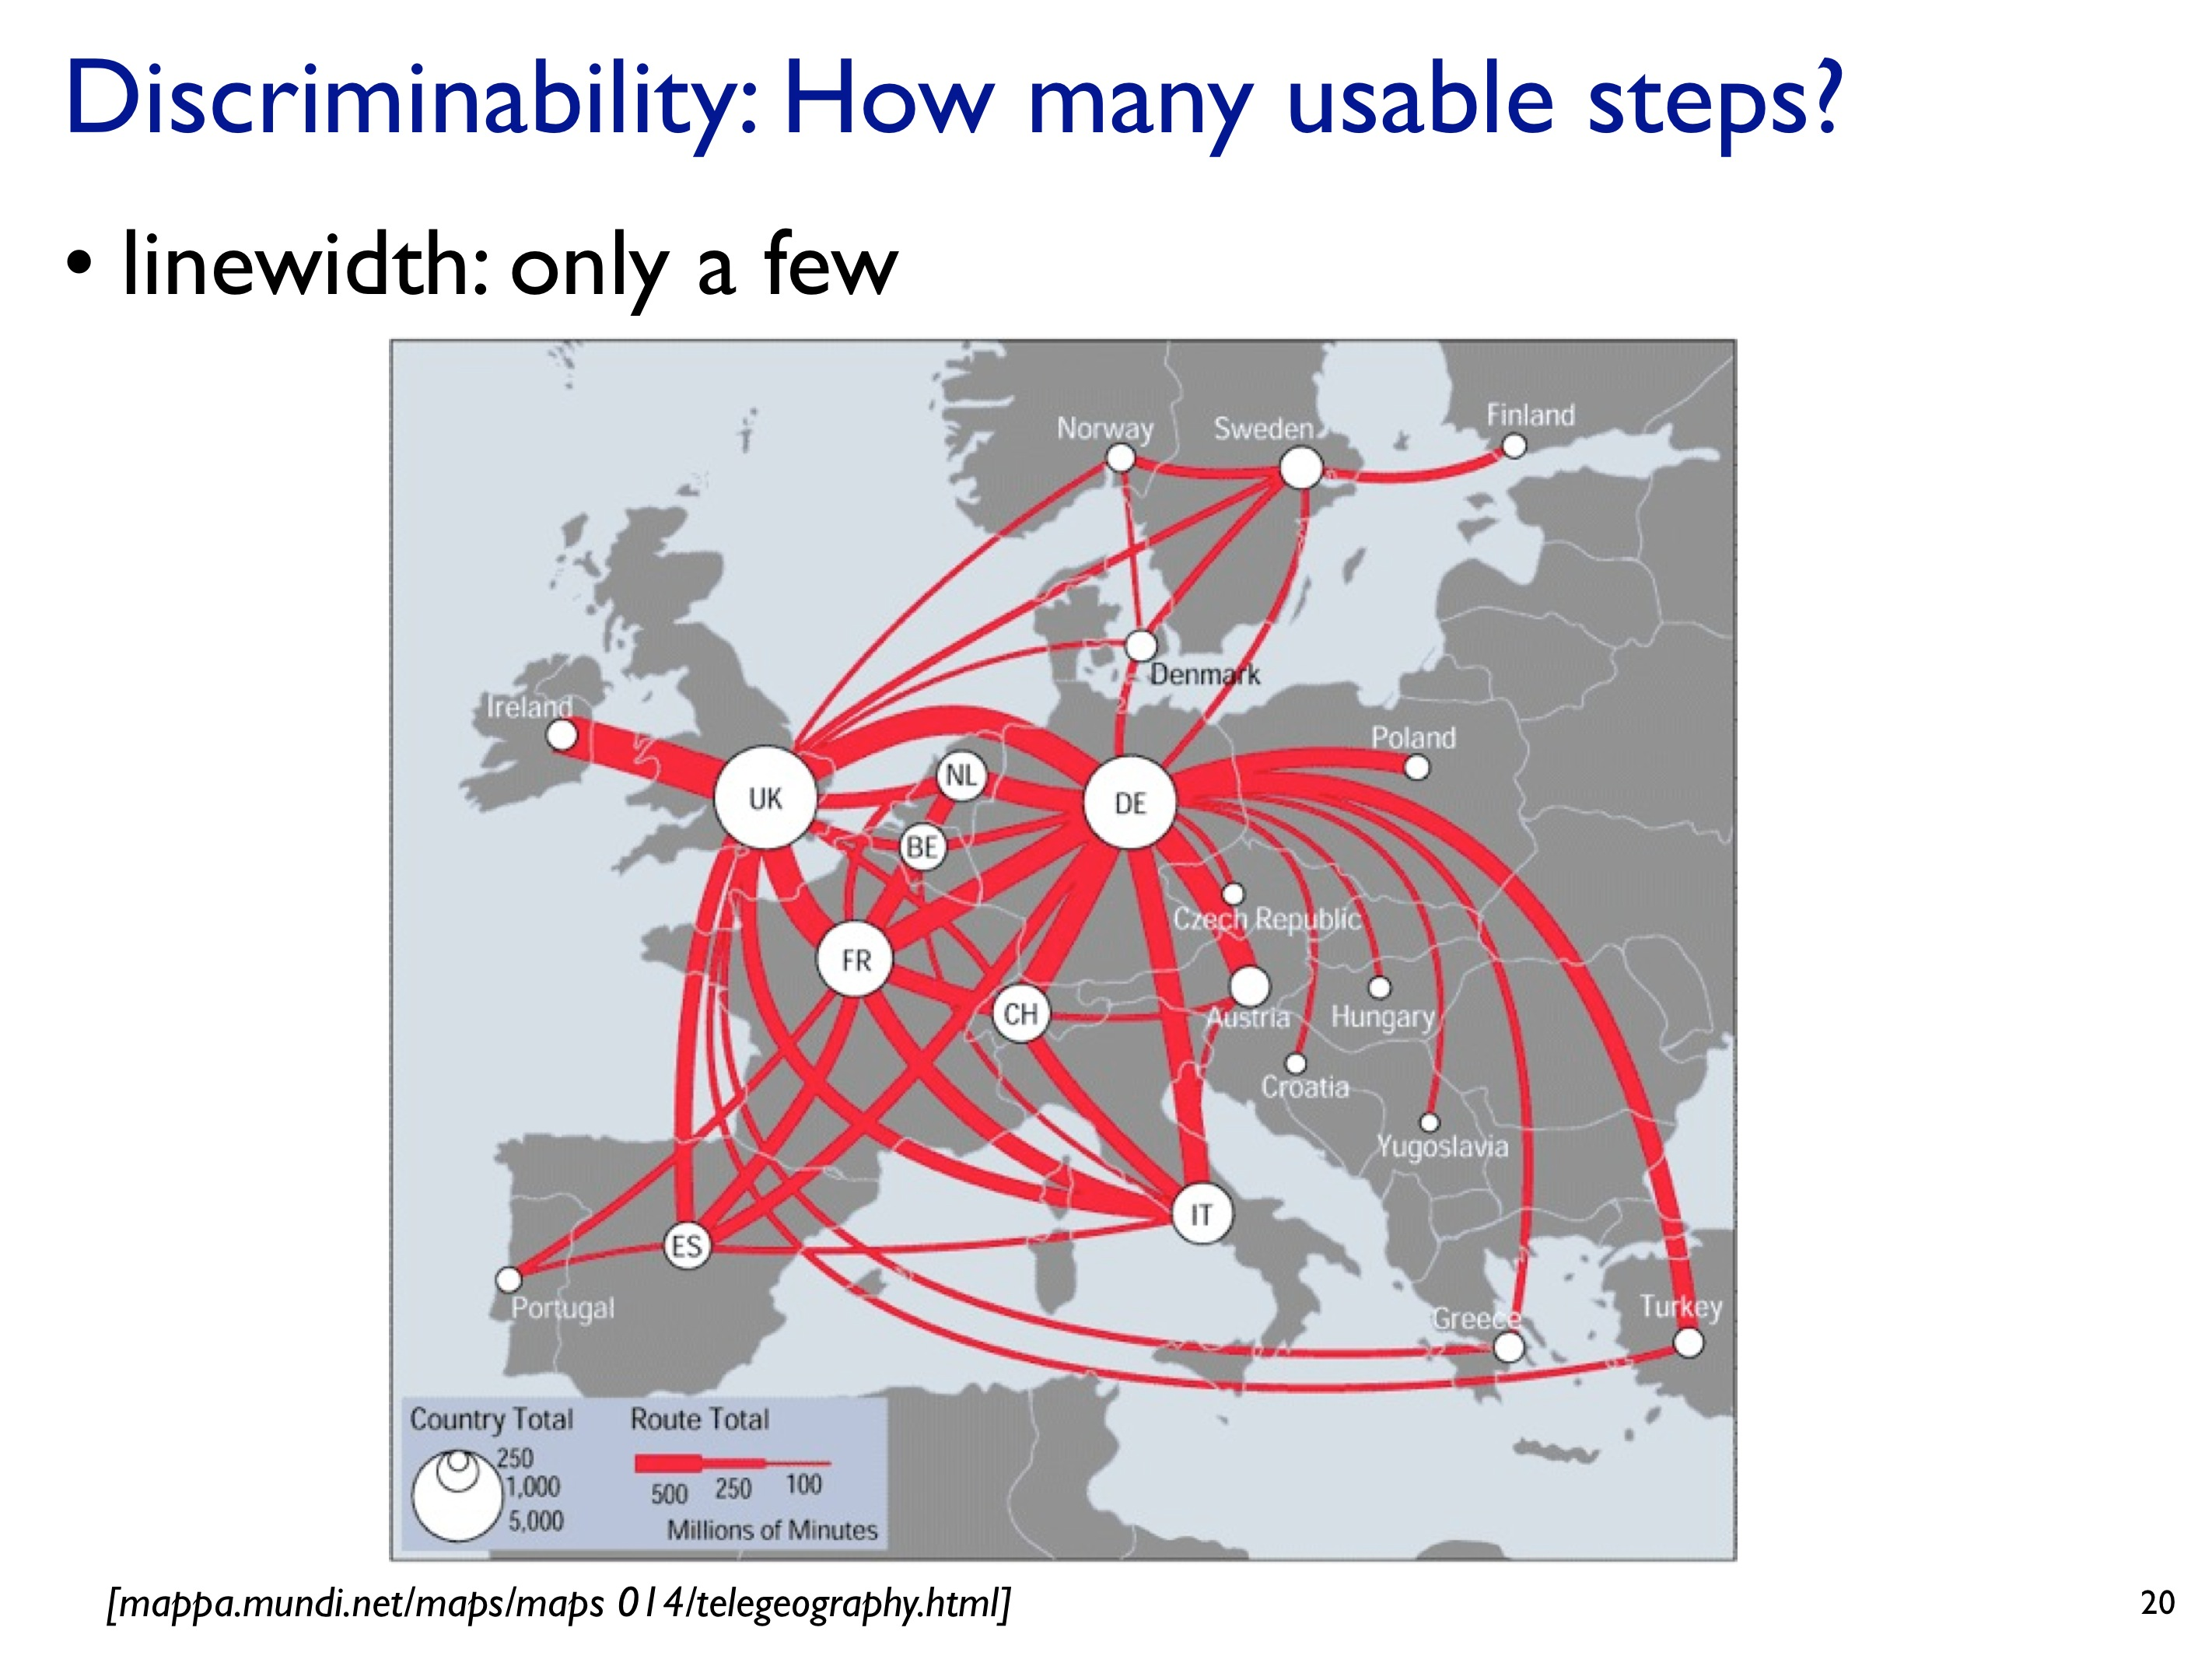 Discriminability: How many usable steps?
• linewidth: only a few
Norway
Sweden
Finland
Denmark
Ireland
Poland
UK
NL
DE
BE
Czech Republic
FR
CH
Austria
Hungary
Croatia
Yugoslavia
IT
ES
Portugal
Greece
Turkey
Country Total
250
1,000
5,000
Route Total
500 250 100
Millions of Minutes
[mappa.mundi.net/maps/maps 014/telegeography.html]
20